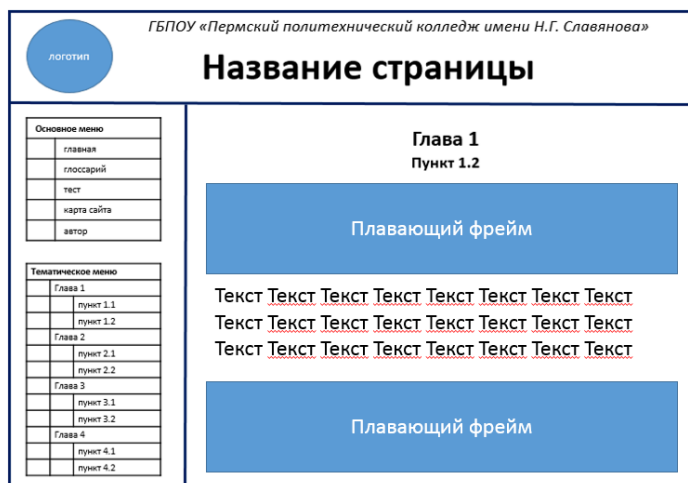 ГБПОУ «Пермский политехнический колледж имени Н.Г. Славянова»
логотип
Название страницы
Основное меню
главная
глоссарий
тест
карта сайта
автор
Тематическое меню
Глава 1
пункт 1.1
пункт 1.2
Глава 2
пункт 2.1
пункт 2.2
Глава 3
пункт 3.1
пункт 3.2
Глава 4
пункт 4.1
пункт 4.2
Глава 1
Пункт 1.2
Плавающий фрейм
Текст Текст Текст Текст Текст Текст Текст Текст
Текст Текст Текст Текст Текст Текст Текст Текст
Текст Текст Текст Текст Текст Текст Текст Текст
Плавающий фрейм